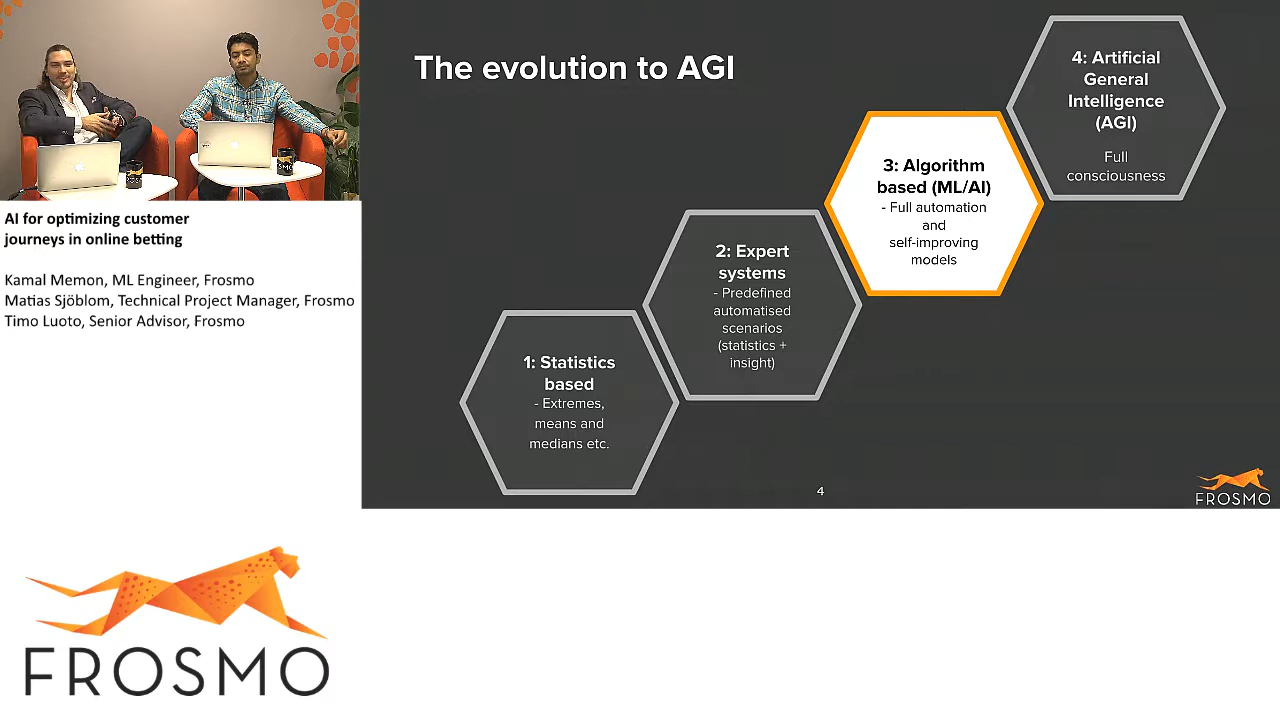 The evolution to AGI
4: Artificial
General
Intelligence
(AGI)
Full
consciousness
3: Algorithm
based (ML/AI)
- Full automation
and
self-improving
models
2: Expert
systems
- Predefined
automatised
scenarios
(statistics +
insight)
1: Statistics
based
- Extremes,
means and
medians etc.
4
FROSMO
AI for optimizing customer
journeys in online betting
Kamal Memon, ML Engineer, Frosmo
Matias Sjöblom, Technical Project Manager, Frosmo
Timo Luoto, Senior Advisor, Frosmo
FROSMO